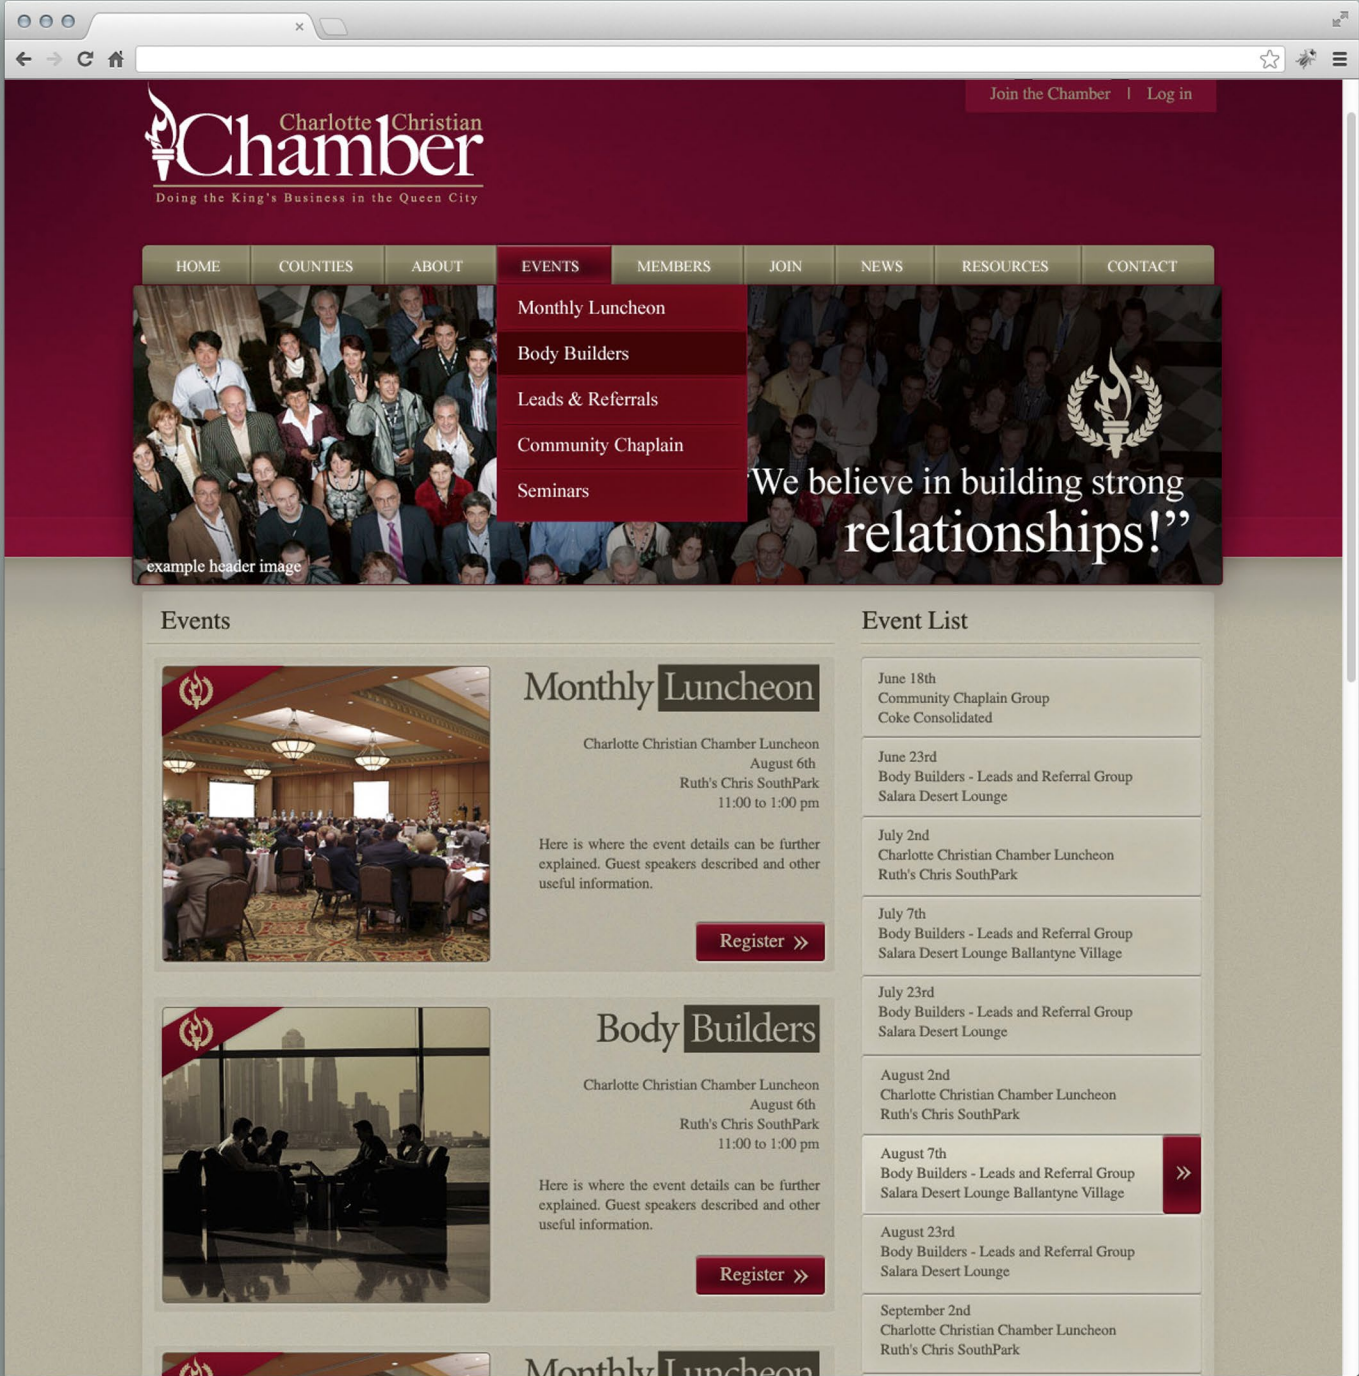 Join the Chamber | Log in
Charlotte Christian
Chamber
Doing the King's Business in the Queen City
HOME COUNTIES ABOUT EVENTS MEMBERS JOIN NEWS RESOURCES CONTACT
Monthly Luncheon
Body Builders
Leads & Referrals
Community Chaplain
Seminars
“We believe in building strong
relationships!”
example header image
Events
Monthly Luncheon
Charlotte Christian Chamber Luncheon
August 6th
Ruth's Chris SouthPark
11:00 to 1:00 pm
Here is where the event details can be further
explained. Guest speakers described and other
useful information.
Register »
Body Builders
Charlotte Christian Chamber Luncheon
August 6th
Ruth's Chris SouthPark
11:00 to 1:00 pm
Here is where the event details can be further
explained. Guest speakers described and other
useful information.
Register »
Monthly Luncheon
Event List
June 18th
Community Chaplain Group
Coke Consolidated
June 23rd
Body Builders - Leads and Referral Group
Salara Desert Lounge
July 2nd
Charlotte Christian Chamber Luncheon
Ruth's Chris SouthPark
July 7th
Body Builders - Leads and Referral Group
Salara Desert Lounge Ballantyne Village
July 23rd
Body Builders - Leads and Referral Group
Salara Desert Lounge
August 2nd
Charlotte Christian Chamber Luncheon
Ruth's Chris SouthPark
August 7th
Body Builders - Leads and Referral Group
Salara Desert Lounge Ballantyne Village
»
August 23rd
Body Builders - Leads and Referral Group
Salara Desert Lounge
September 2nd
Charlotte Christian Chamber Luncheon
Ruth's Chris SouthPark